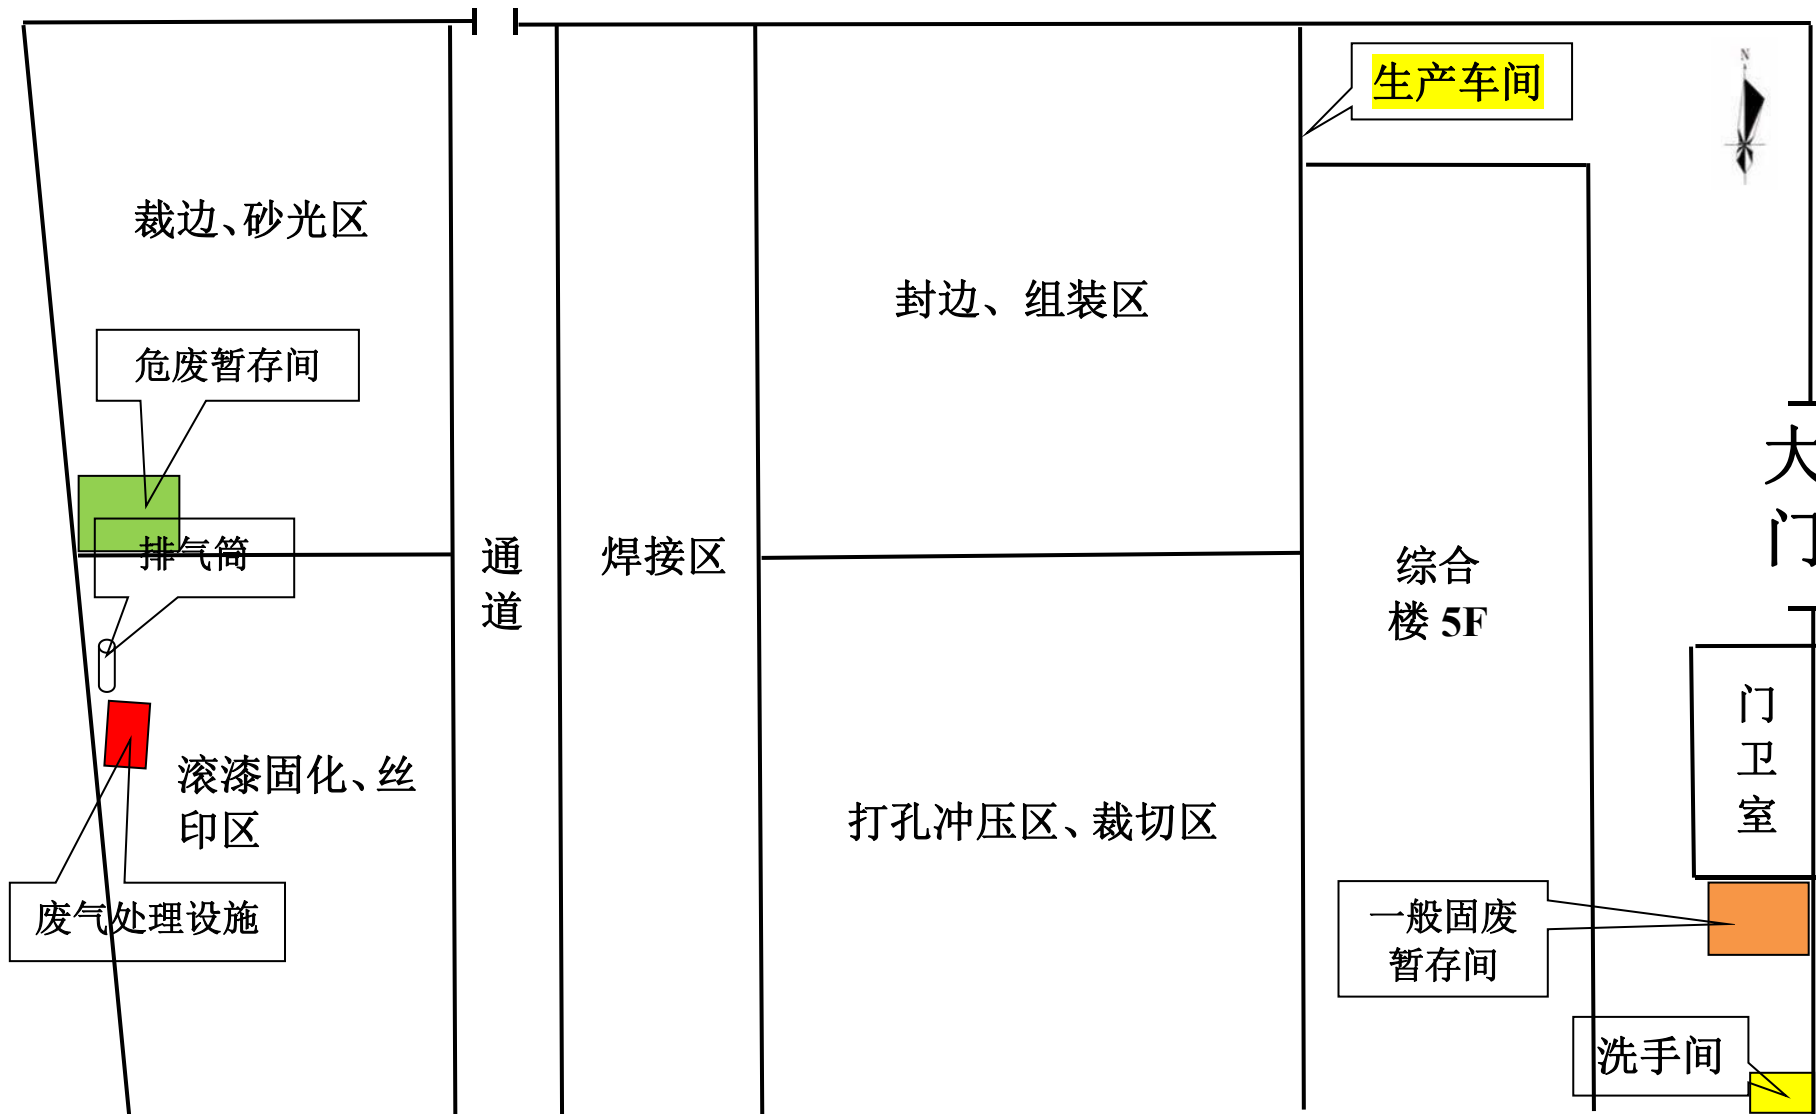 生产车间
N
裁边、砂光区
封边、组装区
危废暂存间
大
门
排气筒
通
道
焊接区
综合
楼 5F
门
卫
室
滚漆固化、丝
印区
打孔冲压区、裁切区
废气处理设施
一般固废
暂存间
洗手间